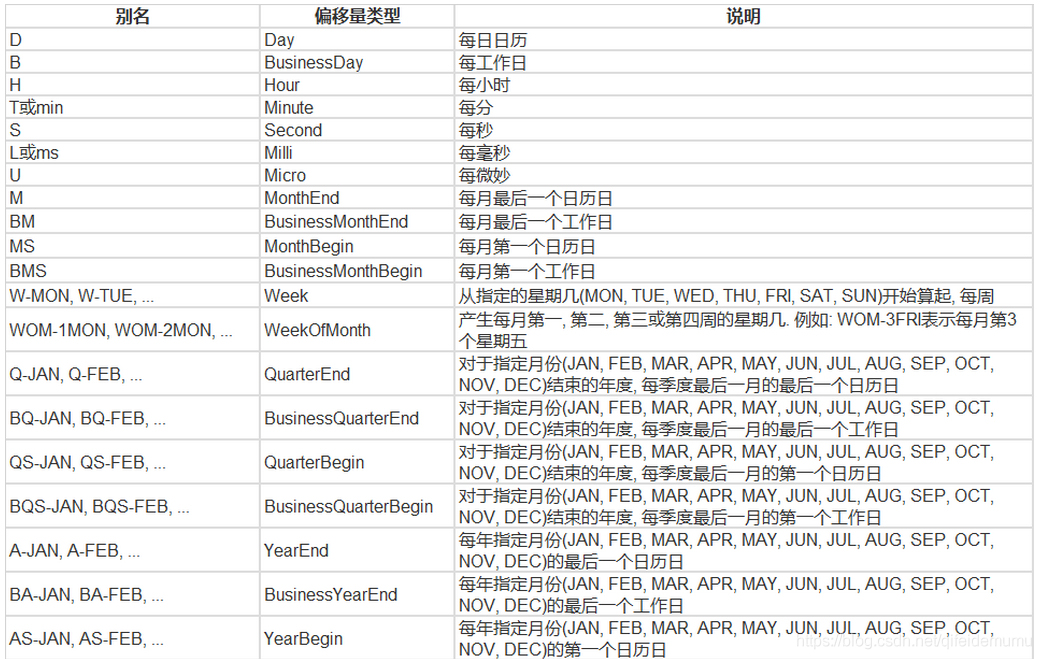 别名 偏移量类型 说明
D Day 每日日历
B BusinessDay 每工作日
H Hour 每小时
T或min Minute 每分
S Second 每秒
L或ms Milli 每毫秒
U Micro 每微妙
M MonthEnd 每月最后一个日历日
BM BusinessMonthEnd 每月最后一个工作日
MS MonthBegin 每月第一个日历日
BMS BusinessMonthBegin 每月第一个工作日
W-MON, W-TUE, ... Week 从指定的星期几(MON, TUE, WED, THU, FRI, SAT, SUN)开始算起, 每周
WOM-1MON, WOM-2MON, ... WeekOfMonth 产生每月第一, 第二, 第三或第四周的星期几. 例如: WOM-3FRI表示每月第3
个星期五
Q-JAN, Q-FEB, ... QuarterEnd 对于指定月份(JAN, FEB, MAR, APR, MAY, JUN, JUL, AUG, SEP, OCT,
NOV, DEC)结束的年度, 每季度最后一月的最后一个日历日
BQ-JAN, BQ-FEB, ... BusinessQuarterEnd 对于指定月份(JAN, FEB, MAR, APR, MAY, JUN, JUL, AUG, SEP, OCT,
NOV, DEC)结束的年度, 每季度最后一月的最后一个工作日
QS-JAN, QS-FEB, ... QuarterBegin 对于指定月份(JAN, FEB, MAR, APR, MAY, JUN, JUL, AUG, SEP, OCT,
NOV, DEC)结束的年度, 每季度最后一月的第一个日历日
BQS-JAN, BQS-FEB, ... BusinessQuarterBegin 对于指定月份(JAN, FEB, MAR, APR, MAY, JUN, JUL, AUG, SEP, OCT,
NOV, DEC)结束的年度, 每季度最后一月的第一个工作日
A-JAN, A-FEB, ... YearEnd 每年指定月份(JAN, FEB, MAR, APR, MAY, JUN, JUL, AUG, SEP, OCT,
NOV, DEC)的最后一个日历日
BA-JAN, BA-FEB, ... BusinessYearEnd 每年指定月份(JAN, FEB, MAR, APR, MAY, JUN, JUL, AUG, SEP, OCT,
NOV, DEC)的最后一个工作日
AS-JAN, AS-FEB, ... YearBegin 每年指定月份(JAN, FEB, MAR, APR, MAY, JUN, JUL, AUG, SEP, OCT,
NOV, DEC)的第一个日历日